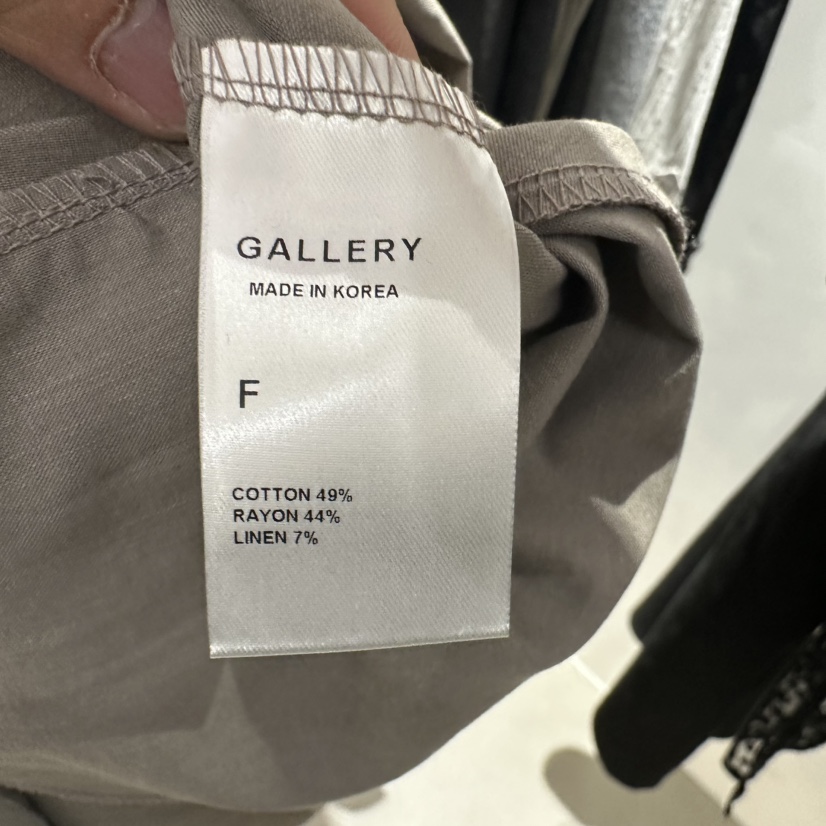 GALLERY
MADE IN KOREA
F
COTTON 49%
RAYON 44%
LINEN 7%